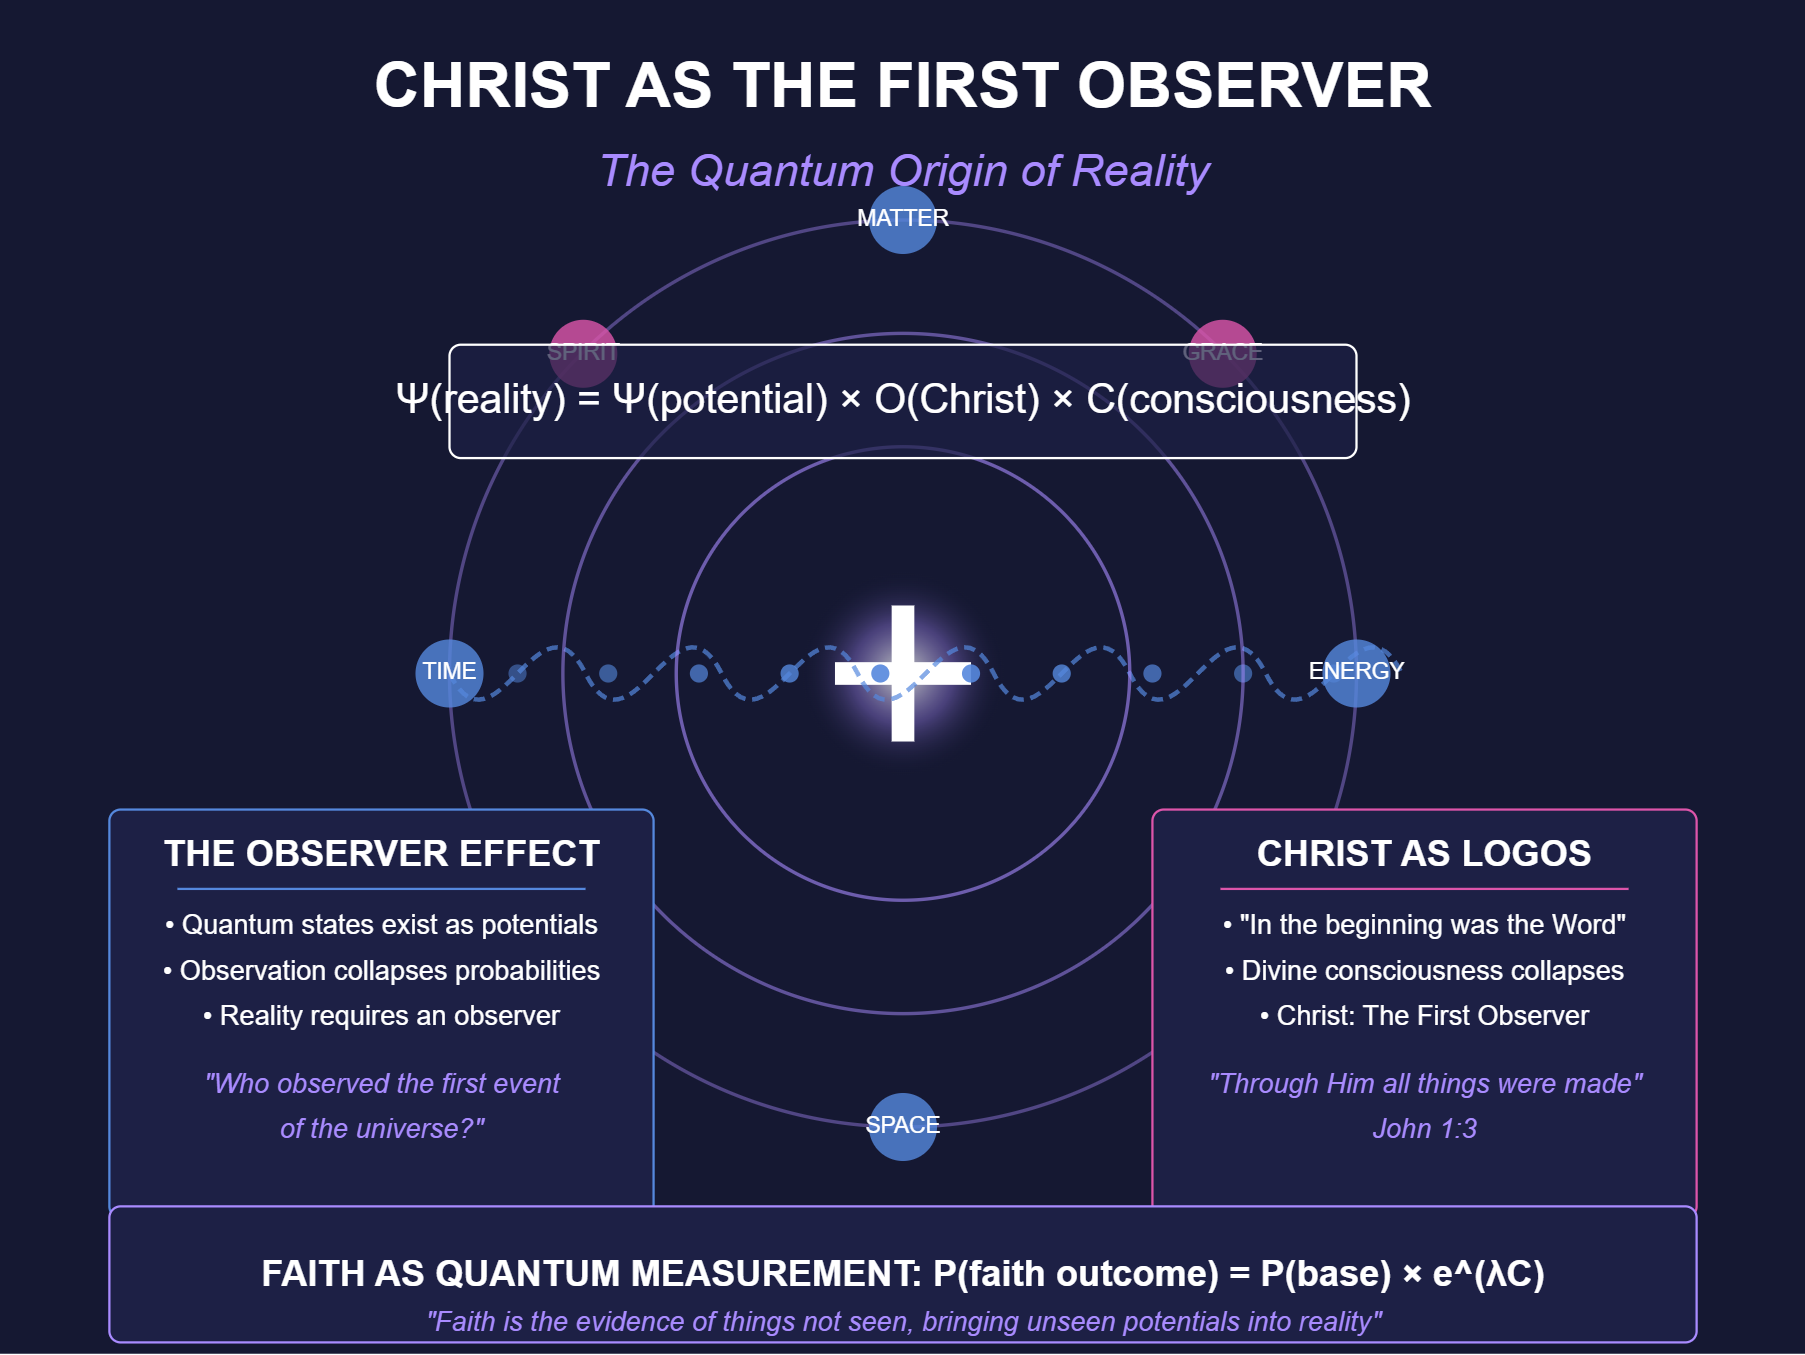 CHRIST AS THE FIRST OBSERVER
The Quantum Origin of Reality
MATTER
SPIRIT
GRACE
Ψ(reality) = Ψ(potential) × O(Christ) × C(consciousness)
TIME
ENERGY
THE OBSERVER EFFECT
• Quantum states exist as potentials
• Observation collapses probabilities
• Reality requires an observer
"Who observed the first event
of the universe?"
CHRIST AS LOGOS
• "In the beginning was the Word"
• Divine consciousness collapses
• Christ: The First Observer
"Through Him all things were made"
John 1:3
SPACE
FAITH AS QUANTUM MEASUREMENT: P(faith outcome) = P(base) × e^(λC)
"Faith is the evidence of things not seen, bringing unseen potentials into reality"